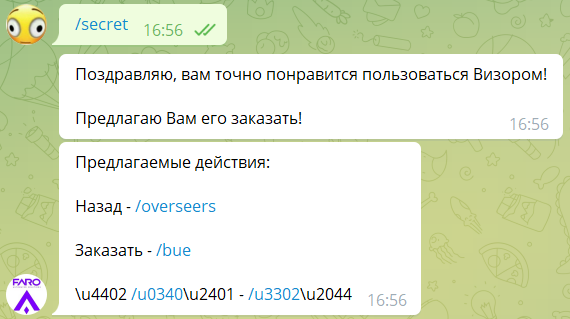 /secret 16:56
Поздравляю, вам точно понравится пользоваться Визором!
Предлагаю Вам его заказать!
16:56
Предлагаемые действия:
Назад - /overseers
Заказать - /bue
\u4402 /u0340\u2401 - /u3302\u2044 16:56
FARO